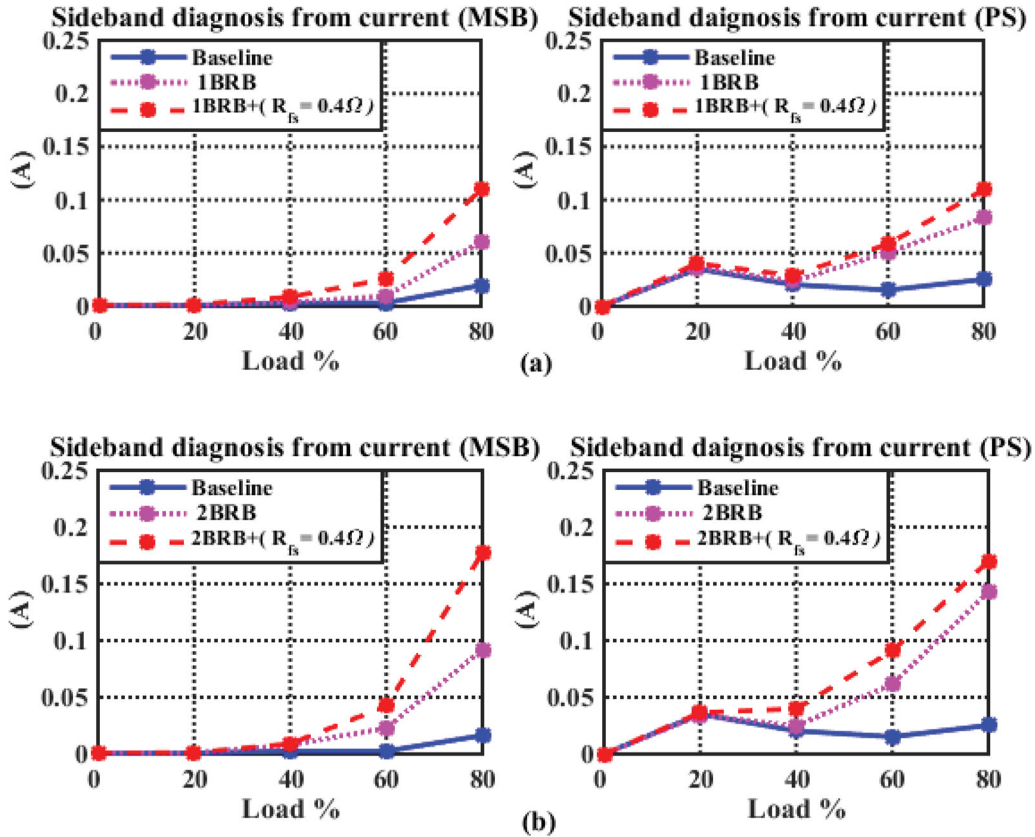 Sideband diagnosis from current (MSB)
0.25
0.2
0.15
0.1
0.05
0
(A)
Baseline
1BRB
1BRB+( R_fs = 0.4Ω )
0 20 40 60 80
Load %
Sideband daignosis from current (PS)
0.25
0.2
0.15
0.1
0.05
0
(A)
Baseline
1BRB
1BRB+( R_fs = 0.4Ω )
0 20 40 60 80
Load %
(a)
Sideband diagnosis from current (MSB)
0.25
0.2
0.15
0.1
0.05
0
(A)
Baseline
2BRB
2BRB+( R_fs = 0.4Ω )
0 20 40 60 80
Load %
Sideband daignosis from current (PS)
0.25
0.2
0.15
0.1
0.05
0
(A)
Baseline
2BRB
2BRB+( R_fs = 0.4Ω )
0 20 40 60 80
Load %
(b)